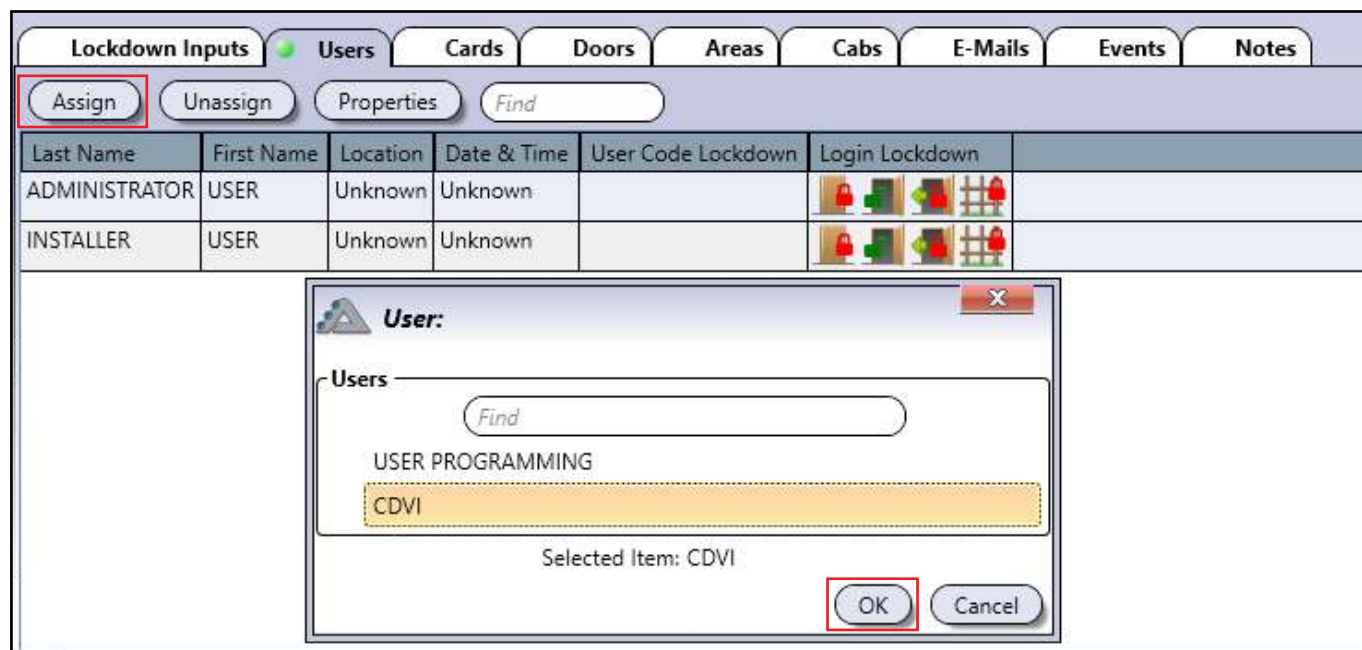 Lockdown Inputs Users Cards Doors Areas Cabs E-Mails Events Notes
Assign Unassign Properties Find
Last Name First Name Location Date & Time User Code Lockdown Login Lockdown
ADMINISTRATOR USER Unknown Unknown
INSTALLER USER Unknown Unknown
User:
X
Users
Find
USER PROGRAMMING
CDVI
Selected Item: CDVI
OK Cancel